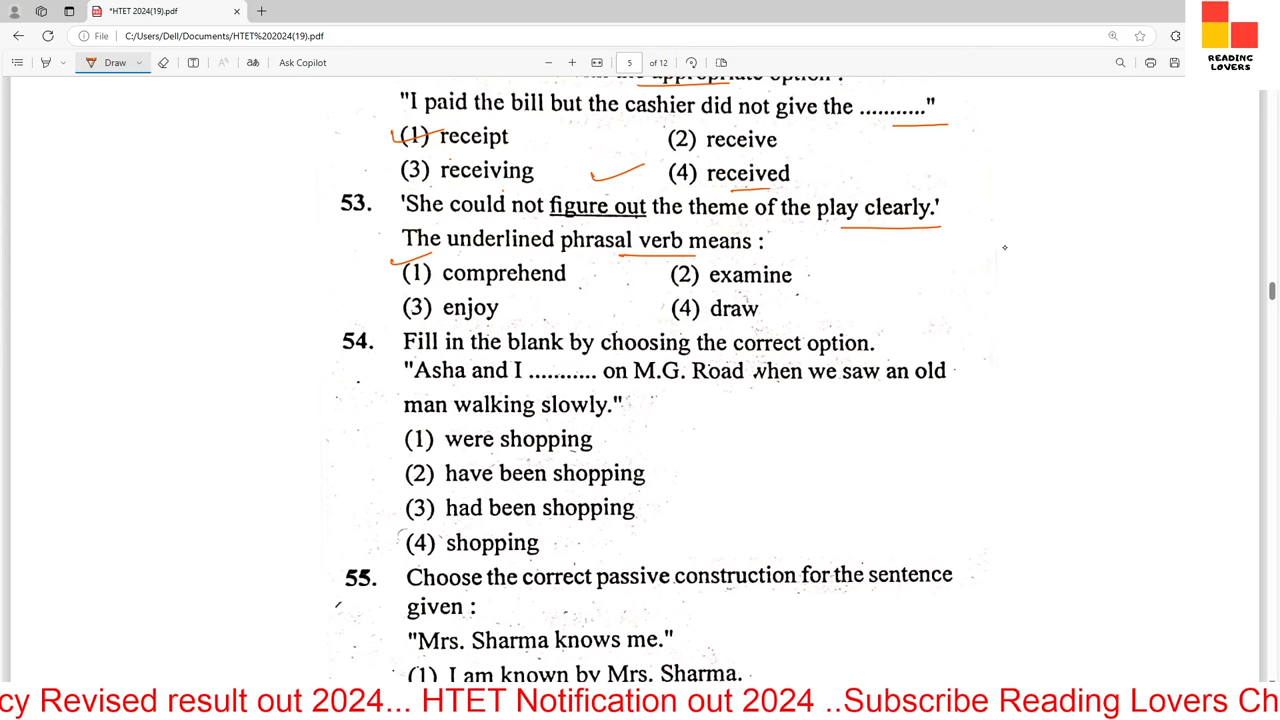 *HTET 2024(19).pdf
File C:/Users/Dell/Documents/HTET%202024(19).pdf
READING
LOVERS
Draw
Ask Copilot
5 of 12
the appropriate option :
"I paid the bill but the cashier did not give the ..........."
(1) receipt (2) receive
(3) receiving (4) received
53. 'She could not figure out the theme of the play clearly.'
The underlined phrasal verb means :
(1) comprehend (2) examine
(3) enjoy (4) draw
54. Fill in the blank by choosing the correct option.
"Asha and I ........... on M.G. Road when we saw an old
man walking slowly."
(1) were shopping
(2) have been shopping
(3) had been shopping
(4) shopping
55. Choose the correct passive construction for the sentence
given :
"Mrs. Sharma knows me."
(1) I am known by Mrs. Sharma.
cy Revised result out 2024... HTET Notification out 2024 ..Subscribe Reading Lovers Ch